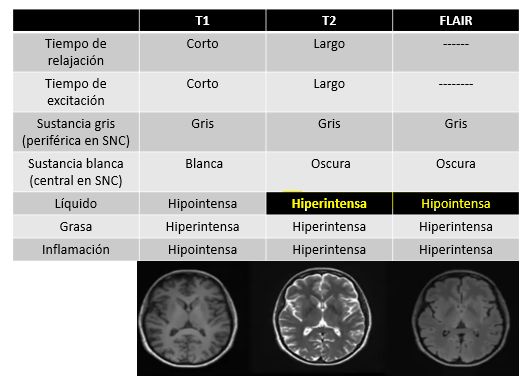 T1 T2 FLAIR
Tiempo de relajación Corto Largo ------
Tiempo de excitación Corto Largo --------
Sustancia gris (periférica en SNC) Gris Gris Gris
Sustancia blanca (central en SNC) Blanca Oscura Oscura
Líquido Hipointensa Hiperintensa Hipointensa
Grasa Hiperintensa Hiperintensa Hiperintensa
Inflamación Hipointensa Hiperintensa Hiperintensa